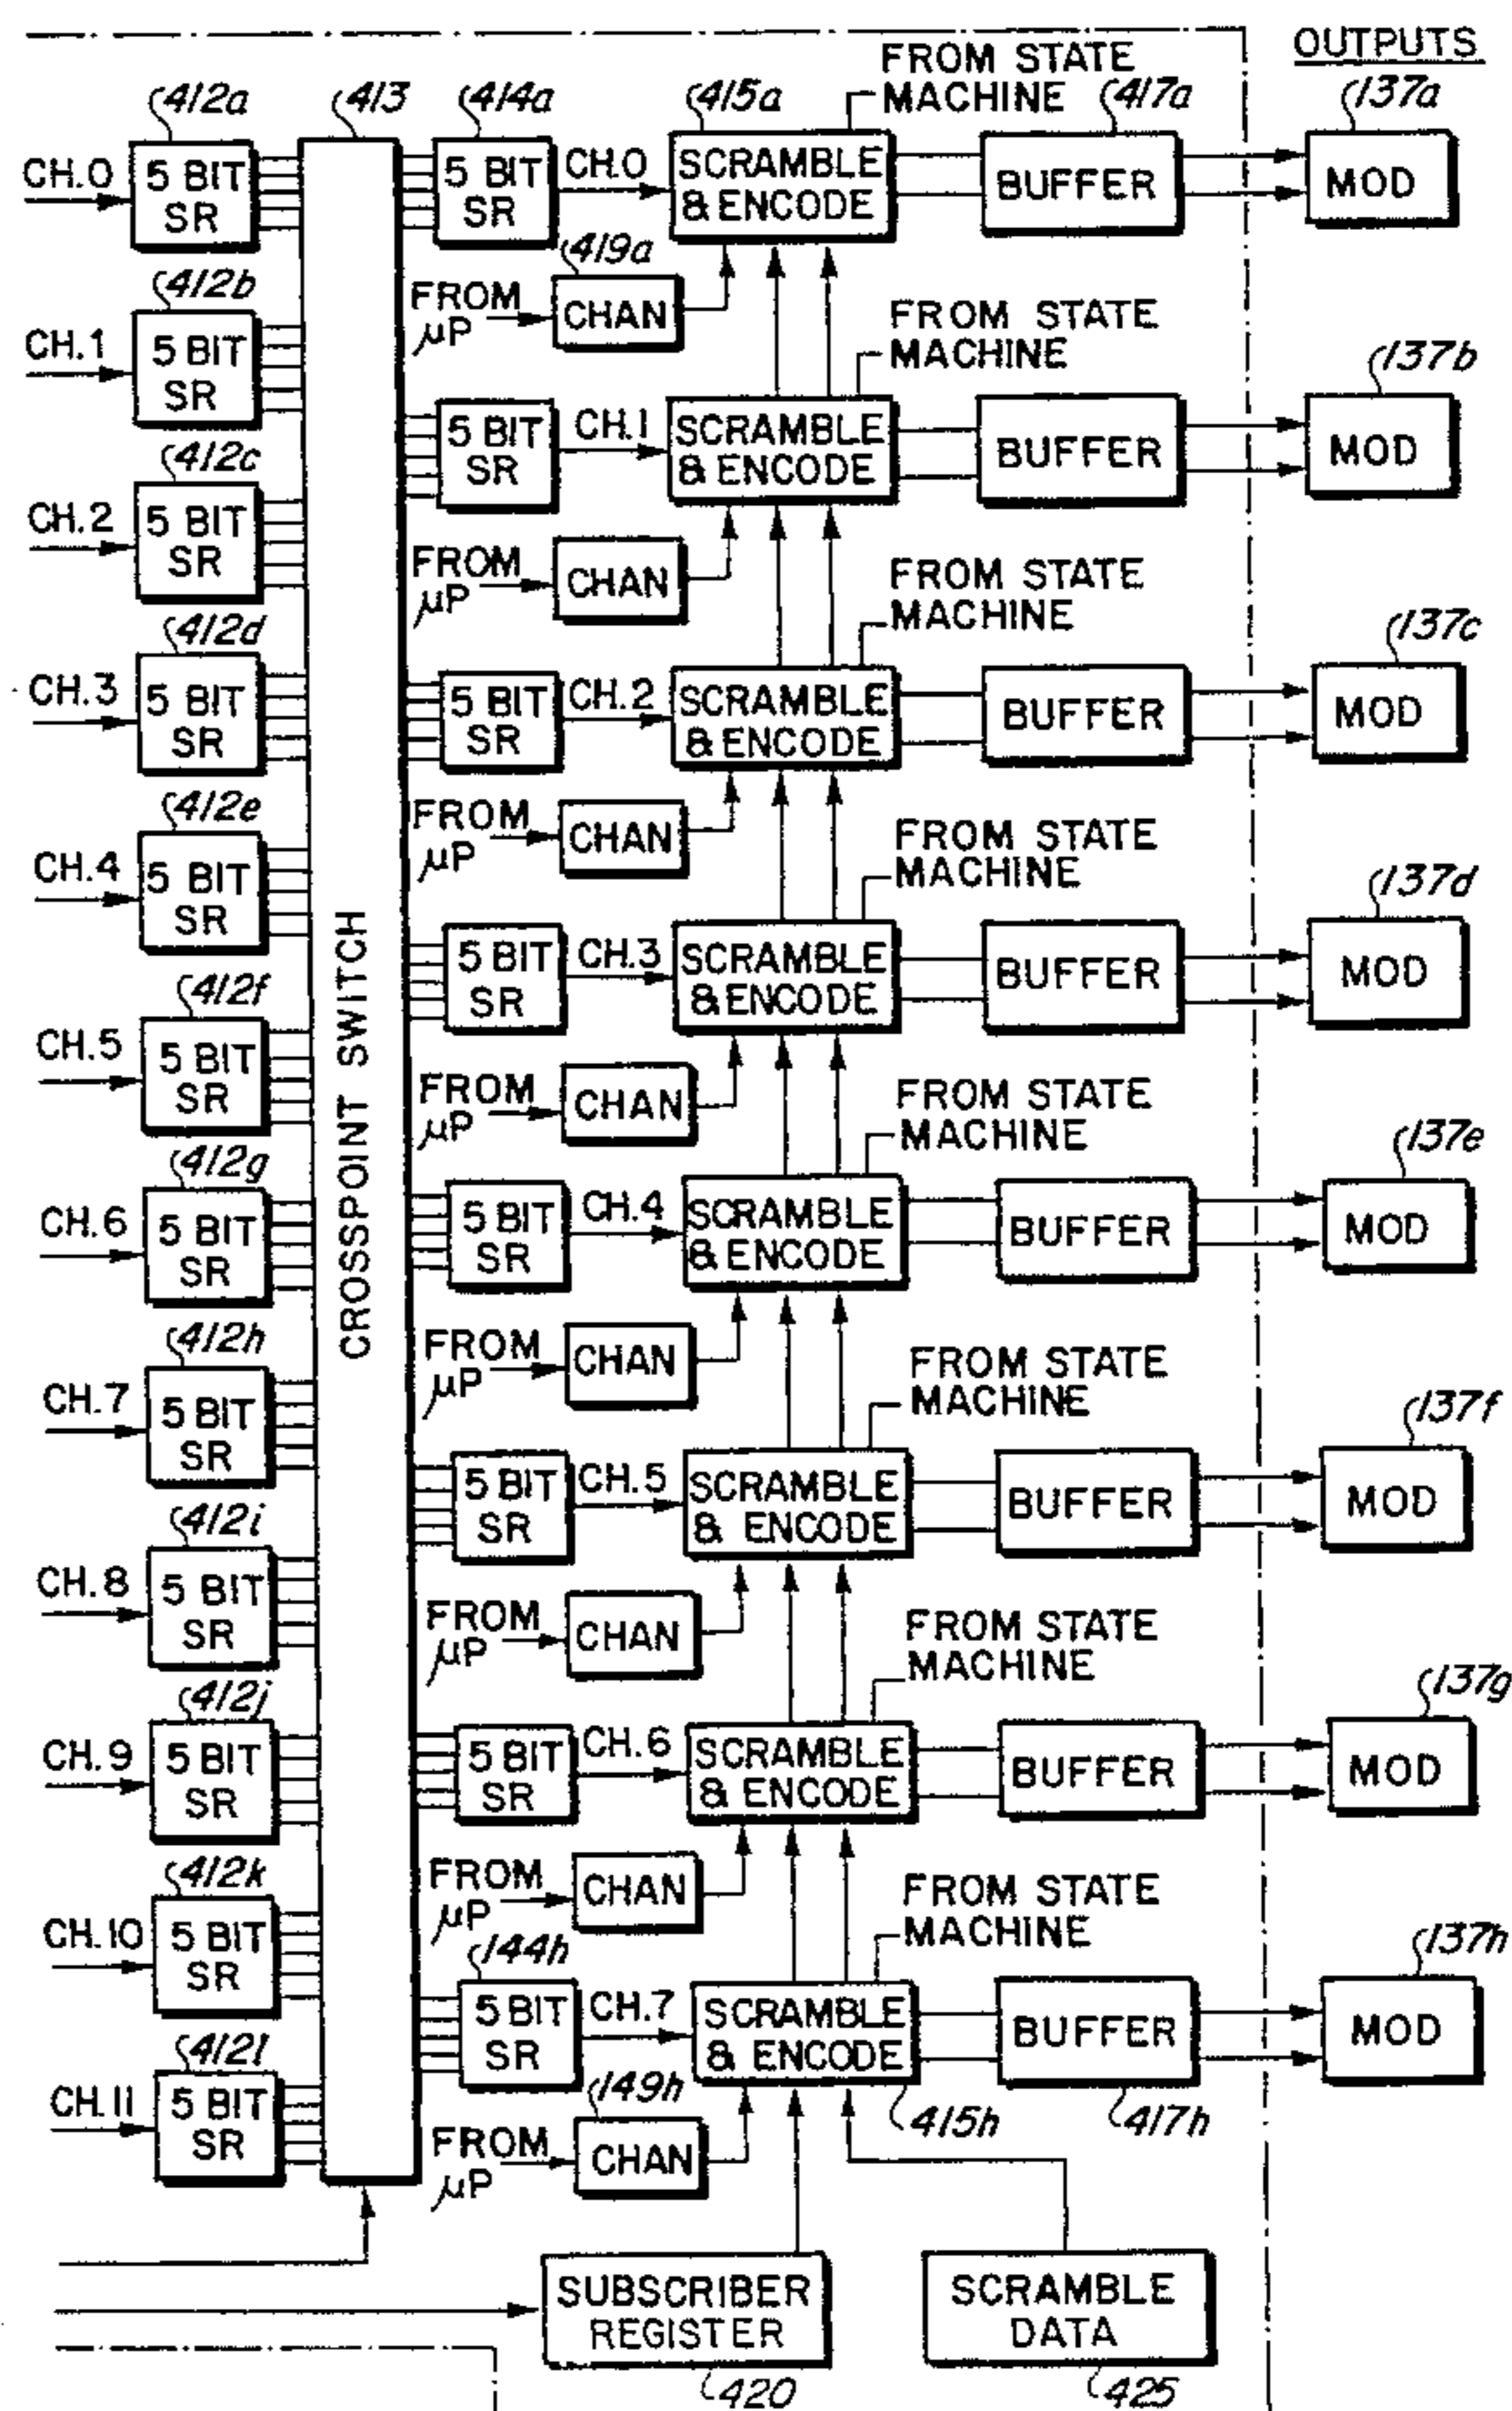 OUTPUTS
FROM STATE
MACHINE
412a
413
414a
415a
417a
137a
CH.0
5 BIT
SR
5 BIT
SR
CH.0
SCRAMBLE
& ENCODE
BUFFER
MOD
419a
FROM
μP
CHAN
412b
CH.1
5 BIT
SR
FROM STATE
MACHINE
137b
5 BIT
SR
CH.1
SCRAMBLE
& ENCODE
BUFFER
MOD
412c
CH.2
5 BIT
SR
FROM
μP
CHAN
FROM STATE
MACHINE
412d
137c
CH.3
5 BIT
SR
5 BIT
SR
CH.2
SCRAMBLE
& ENCODE
BUFFER
MOD
412e
FROM
μP
CHAN
FROM STATE
MACHINE
CH.4
5 BIT
SR
137d
CROSSPOINT SWITCH
5 BIT
SR
CH.3
SCRAMBLE
& ENCODE
BUFFER
MOD
412f
CH.5
5 BIT
SR
FROM
μP
CHAN
FROM STATE
MACHINE
412g
137e
CH.6
5 BIT
SR
5 BIT
SR
CH.4
SCRAMBLE
& ENCODE
BUFFER
MOD
412h
FROM
μP
CHAN
FROM STATE
MACHINE
CH.7
5 BIT
SR
137f
5 BIT
SR
CH.5
SCRAMBLE
& ENCODE
BUFFER
MOD
412i
CH.8
5 BIT
SR
FROM
μP
CHAN
FROM STATE
MACHINE
412j
137g
CH.9
5 BIT
SR
5 BIT
SR
CH.6
SCRAMBLE
& ENCODE
BUFFER
MOD
412k
FROM
μP
CHAN
FROM STATE
MACHINE
CH.10
5 BIT
SR
144h
137h
5 BIT
SR
CH.7
SCRAMBLE
& ENCODE
BUFFER
MOD
412l
CH.11
5 BIT
SR
149h
FROM
μP
CHAN
415h
417h
SUBSCRIBER
REGISTER
SCRAMBLE
DATA
420
425